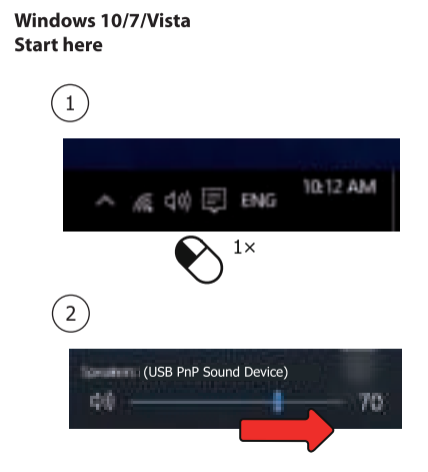 Windows 10/7/Vista
Start here
1
ENG
10:12 AM
1×
2
(USB PnP Sound Device)
70